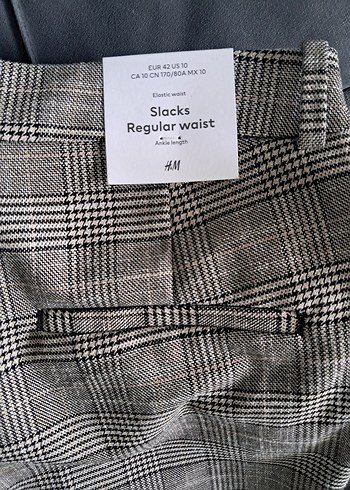 EUR 42 US 10
CA 10 CN 170/80A MX 10
Elastic waist
Slacks
Regular waist
Ankle length
H&M